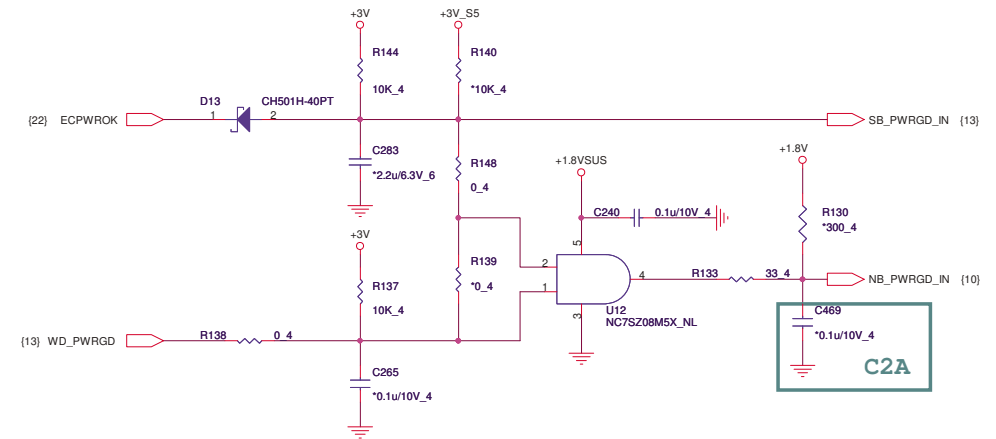 +3V +3V_S5
R144 R140
10K_4 *10K_4
D13 CH501H-40PT
1 2
{22} ECPWROK SB_PWRGD_IN {13}
C283
*2.2u/6.3V_6
R148
0_4
+1.8VSUS +1.8V
C240 0.1u/10V_4
R130
*300_4
+3V
5
R139
*0_4
2
1
4
R133 33_4
NB_PWRGD_IN {10}
R137
10K_4
U12
NC7SZ08M5X_NL
3
C469
*0.1u/10V_4
C2A
{13} WD_PWRGD R138 0_4
C265
*0.1u/10V_4